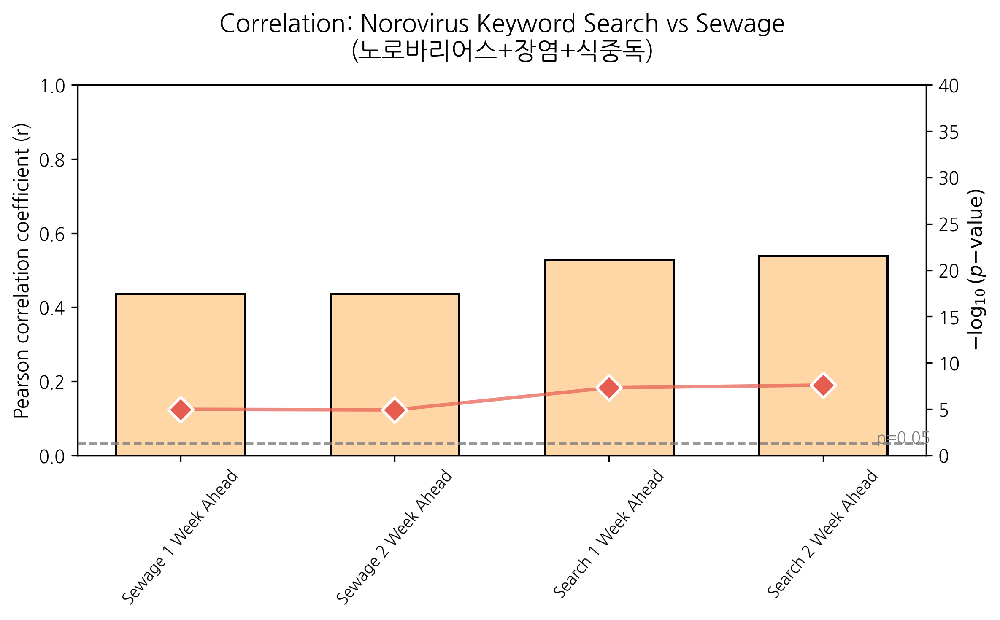 Correlation: Norovirus Keyword Search vs Sewage
(노로바리어스+장염+식중독)
Pearson correlation coefficient (r)
1.0
0.8
0.6
0.4
0.2
0.0
40
35
30
25
20
15
10
5
0
−log₁₀(p−value)
p=0.05
Sewage 1 Week Ahead
Sewage 2 Week Ahead
Search 1 Week Ahead
Search 2 Week Ahead